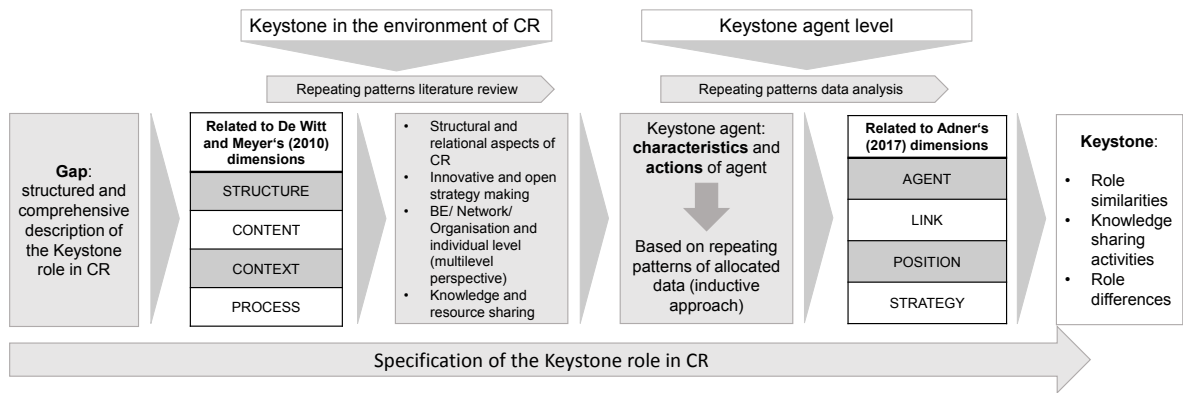 Keystone in the environment of CR
Keystone agent level
Repeating patterns literature review
Repeating patterns data analysis
Gap:
structured and
comprehensive
description of
the Keystone
role in CR
Related to De Witt
and Meyer‘s (2010)
dimensions
STRUCTURE
CONTENT
CONTEXT
PROCESS
• Structural and
relational aspects of
CR
• Innovative and open
strategy making
• BE/ Network/
Organisation and
individual level
(multilevel
perspective)
• Knowledge and
resource sharing
Keystone agent:
characteristics and
actions of agent
Based on repeating
patterns of allocated
data (inductive
approach)
Related to Adner‘s
(2017) dimensions
AGENT
LINK
POSITION
STRATEGY
Keystone:
• Role
similarities
• Knowledge
sharing
activities
• Role
differences
Specification of the Keystone role in CR